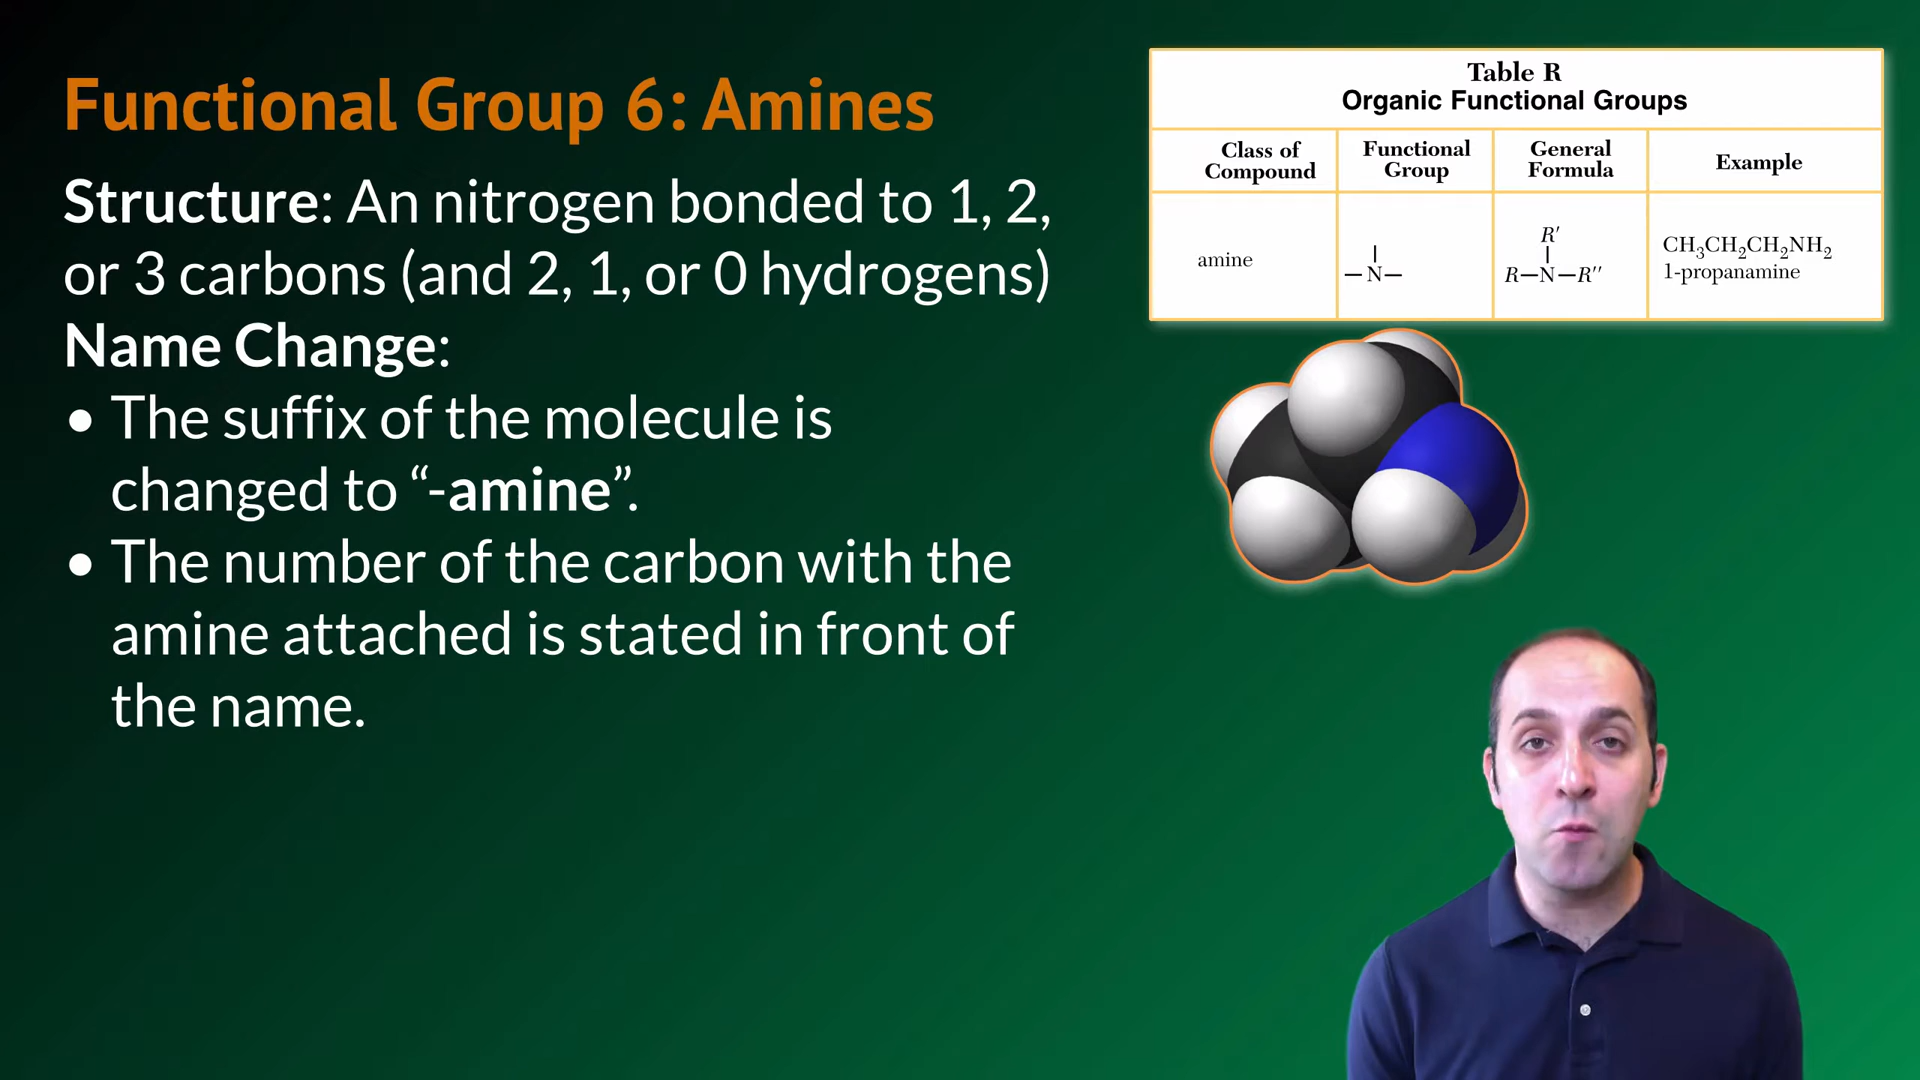 Functional Group 6: Amines
Structure: An nitrogen bonded to 1, 2,
or 3 carbons (and 2, 1, or 0 hydrogens)
Name Change:
• The suffix of the molecule is
changed to “-amine”.
• The number of the carbon with the
amine attached is stated in front of
the name.
Table R
Organic Functional Groups
Class of Compound
Functional Group
General Formula
Example
amine
–N–
R′
R–N–R″
CH₃CH₂CH₂NH₂
1-propanamine